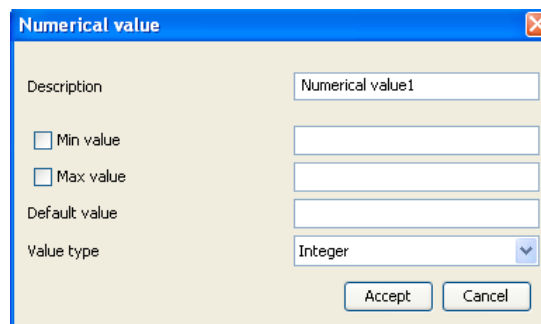 Numerical value
Description Numerical value1
Min value
Max value
Default value
Value type Integer
Accept Cancel